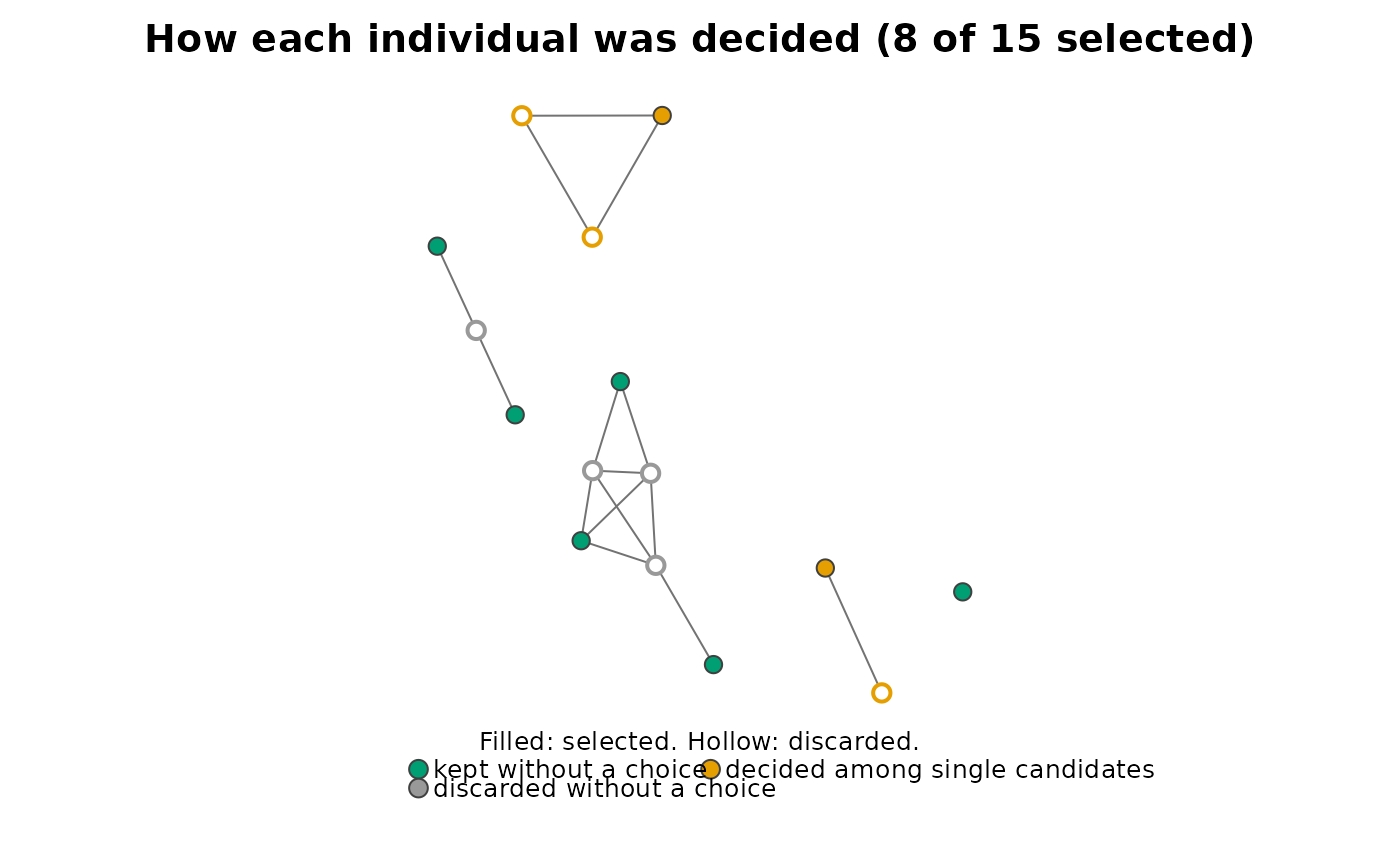 How each individual was decided (8 of 15 selected)
Filled: selected. Hollow: discarded.
kept without a choice decided among single candidates
discarded without a choice